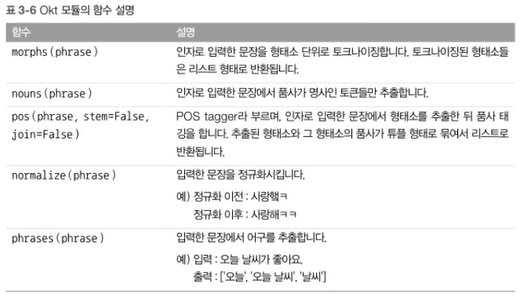 표 3-6 Okt 모듈의 함수 설명
함수 설명
morphs(phrase) 인자로 입력한 문장을 형태소 단위로 토크나이징합니다. 토크나이징된 형태소들
은 리스트 형태로 반환됩니다.
nouns(phrase) 인자로 입력한 문장에서 품사가 명사인 토큰들만 추출합니다.
pos(phrase, stem=False, POS tagger라 부르며, 인자로 입력한 문장에서 형태소를 추출한 뒤 품사 태
join=False) 깅을 합니다. 추출된 형태소와 그 형태소의 품사가 튜플 형태로 묶여서 리스트로
반환됩니다.
normalize(phrase) 입력한 문장을 정규화시킵니다.
예) 정규화 이전 : 사랑햌ㅋ
정규화 이후 : 사랑해ㅋㅋ
phrases(phrase) 입력한 문장에서 어구를 추출합니다.
예) 입력 : 오늘 날씨가 좋아요.
출력 : ['오늘', '오늘 날씨', '날씨']